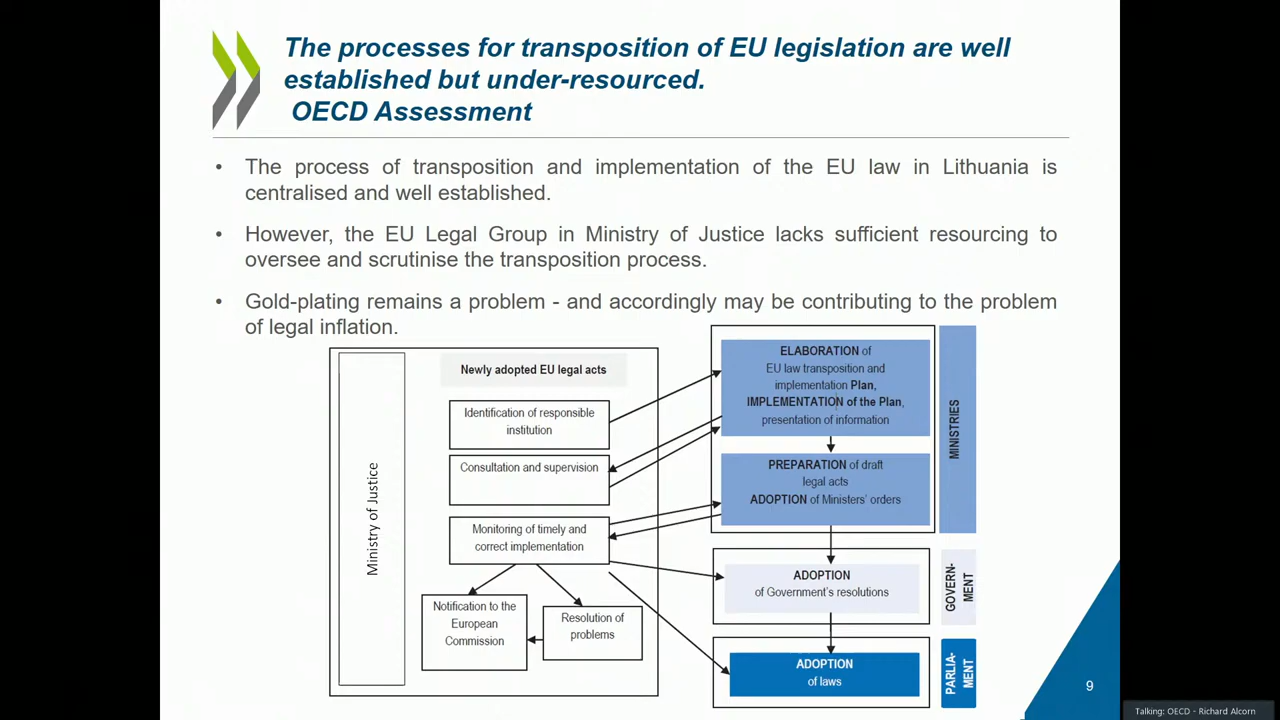 The processes for transposition of EU legislation are well
established but under-resourced.
OECD Assessment
• The process of transposition and implementation of the EU law in Lithuania is
centralised and well established.
• However, the EU Legal Group in Ministry of Justice lacks sufficient resourcing to
oversee and scrutinise the transposition process.
• Gold-plating remains a problem - and accordingly may be contributing to the problem
of legal inflation.
Ministry of Justice
Newly adopted EU legal acts
Identification of responsible
institution
Consultation and supervision
Monitoring of timely and
correct implementation
Notification to the
European
Commission
Resolution of
problems
ELABORATION of
EU law transposition and
implementation Plan,
IMPLEMENTATION of the Plan,
presentation of information
PREPARATION of draft
legal acts
ADOPTION of Ministers' orders
MINISTRIES
ADOPTION
of Government's resolutions
GOVERN-
MENT
ADOPTION
of laws
PARLIA-
MENT
9
Talking: OECD - Richard Alcorn